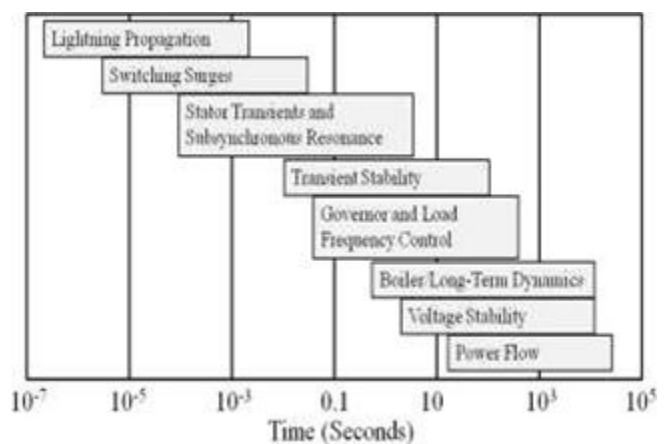 Lightning Propagation
Switching Surges
Stator Transients and
Subsynchronous Resonance
Transient Stability
Governor and Load
Frequency Control
Boiler/Long-Term Dynamics
Voltage Stability
Power Flow
10⁻⁷ 10⁻⁵ 10⁻³ 0.1 10 10³ 10⁵
Time (Seconds)